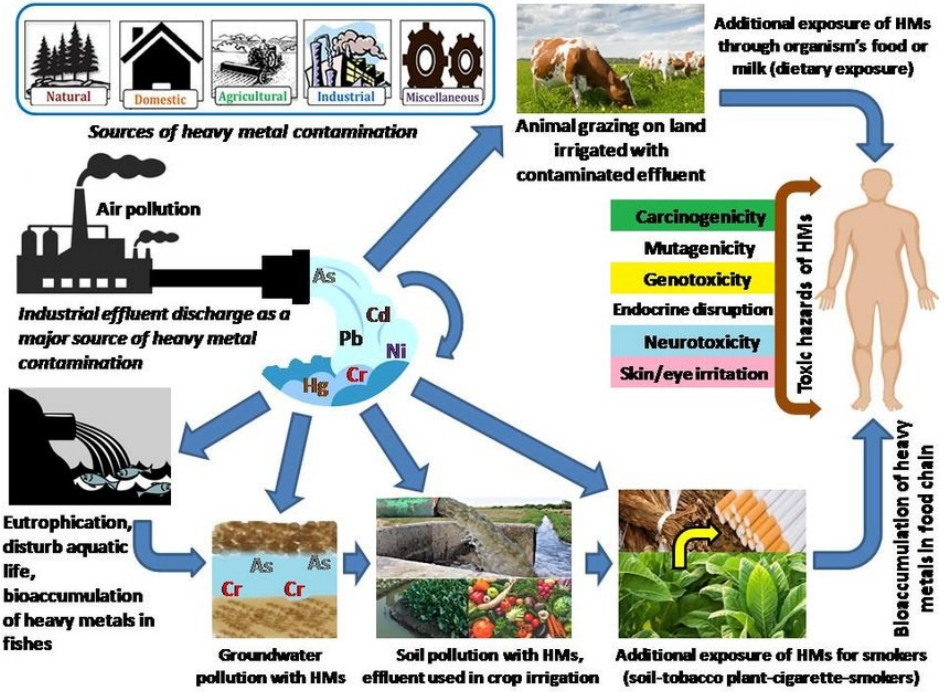 Natural
Domestic
Agricultural
Industrial
Miscellaneous
Sources of heavy metal contamination
Additional exposure of HMs
through organism's food or
milk (dietary exposure)
Animal grazing on land
irrigated with
contaminated effluent
Air pollution
Industrial effluent discharge as a
major source of heavy metal
contamination
As
Cd
Pb
Ni
Cr
Hg
Carcinogenicity
Mutagenicity
Genotoxicity
Endocrine disruption
Neurotoxicity
Skin/eye irritation
Toxic hazards of HMs
Eutrophication,
disturb aquatic
life,
bioaccumulation
of heavy metals in
fishes
As
As
Cr
Cr
Groundwater
pollution with HMs
Soil pollution with HMs,
effluent used in crop irrigation
Additional exposure of HMs for smokers
(soil-tobacco plant-cigarette-smokers)
Bioaccumulation of heavy
metals in food chain